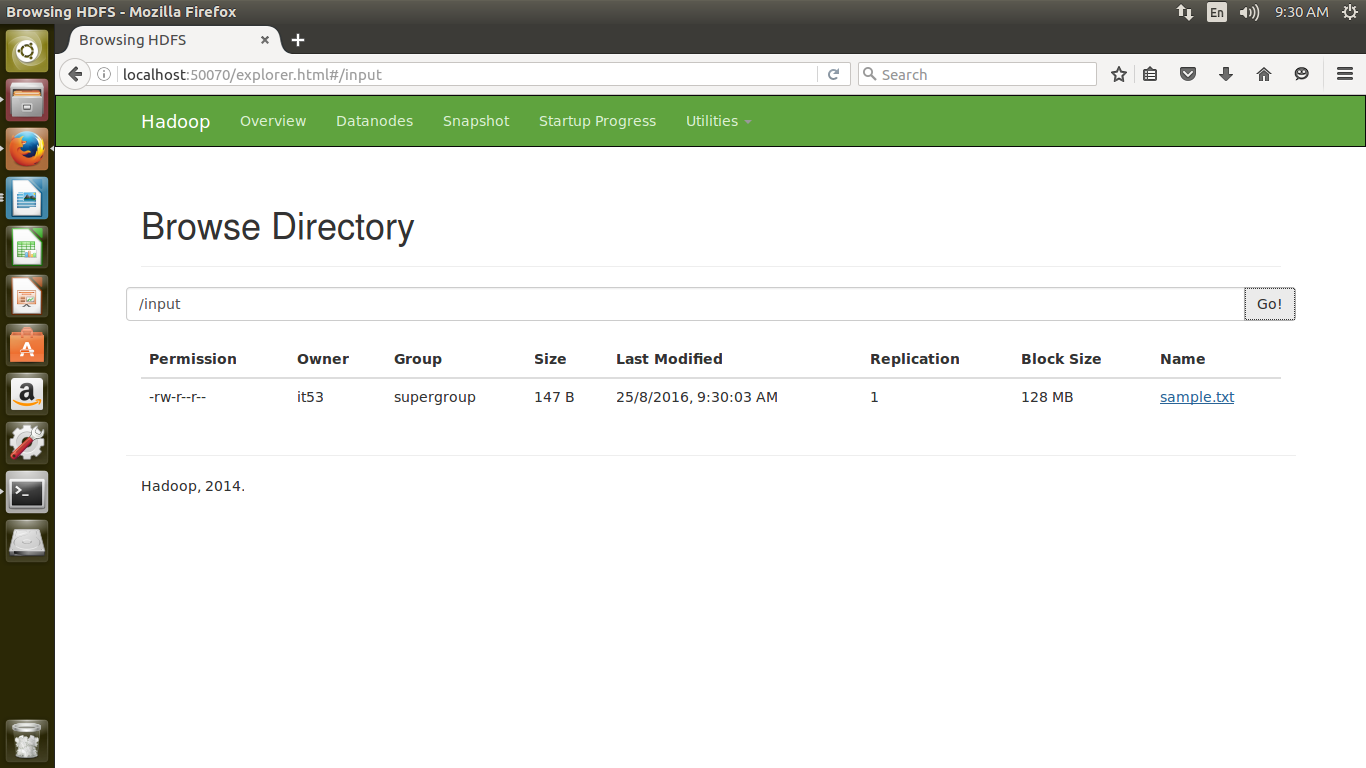 Browsing HDFS - Mozilla Firefox
En
9:30 AM
Browsing HDFS
localhost:50070/explorer.html#/input
Search
Hadoop Overview Datanodes Snapshot Startup Progress Utilities
Browse Directory
/input
Go!
Permission Owner Group Size Last Modified Replication Block Size Name
-rw-r--r-- it53 supergroup 147 B 25/8/2016, 9:30:03 AM 1 128 MB sample.txt
Hadoop, 2014.